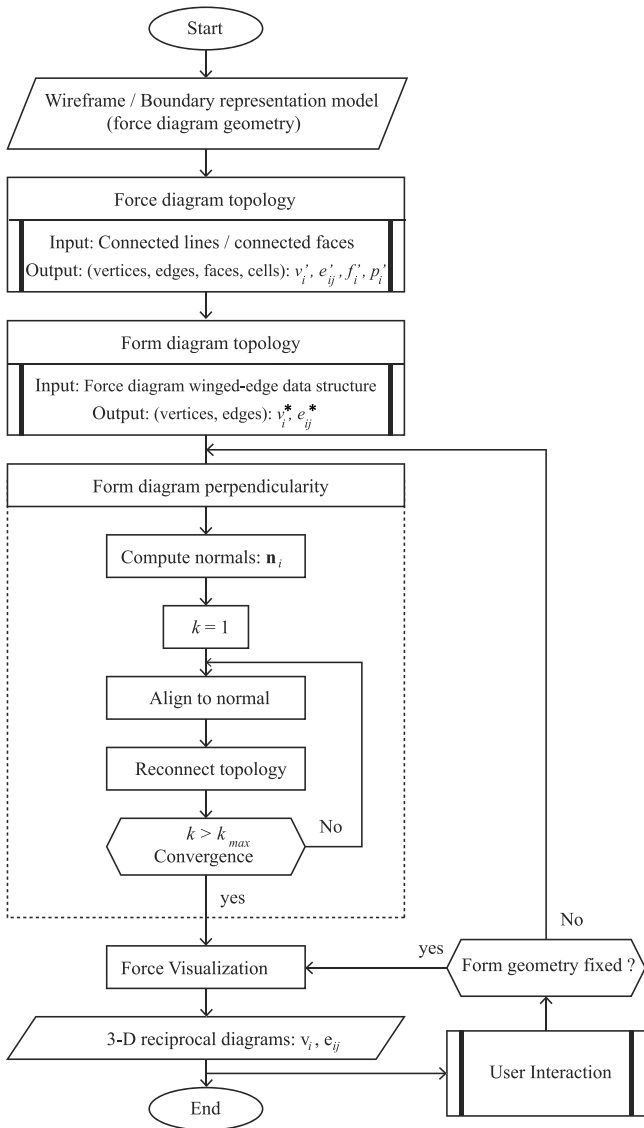 Start
Wireframe / Boundary representation model
(force diagram geometry)
Force diagram topology
Input: Connected lines / connected faces
Output: (vertices, edges, faces, cells): v_i', e_ij', f_i', p_i'
Form diagram topology
Input: Force diagram winged-edge data structure
Output: (vertices, edges): v_i*, e_ij*
Form diagram perpendicularity
Compute normals: n_i
k = 1
Align to normal
Reconnect topology
k > k_max
Convergence
No
yes
Force Visualization
yes
Form geometry fixed ?
No
3-D reciprocal diagrams: v_i, e_ij
User Interaction
End